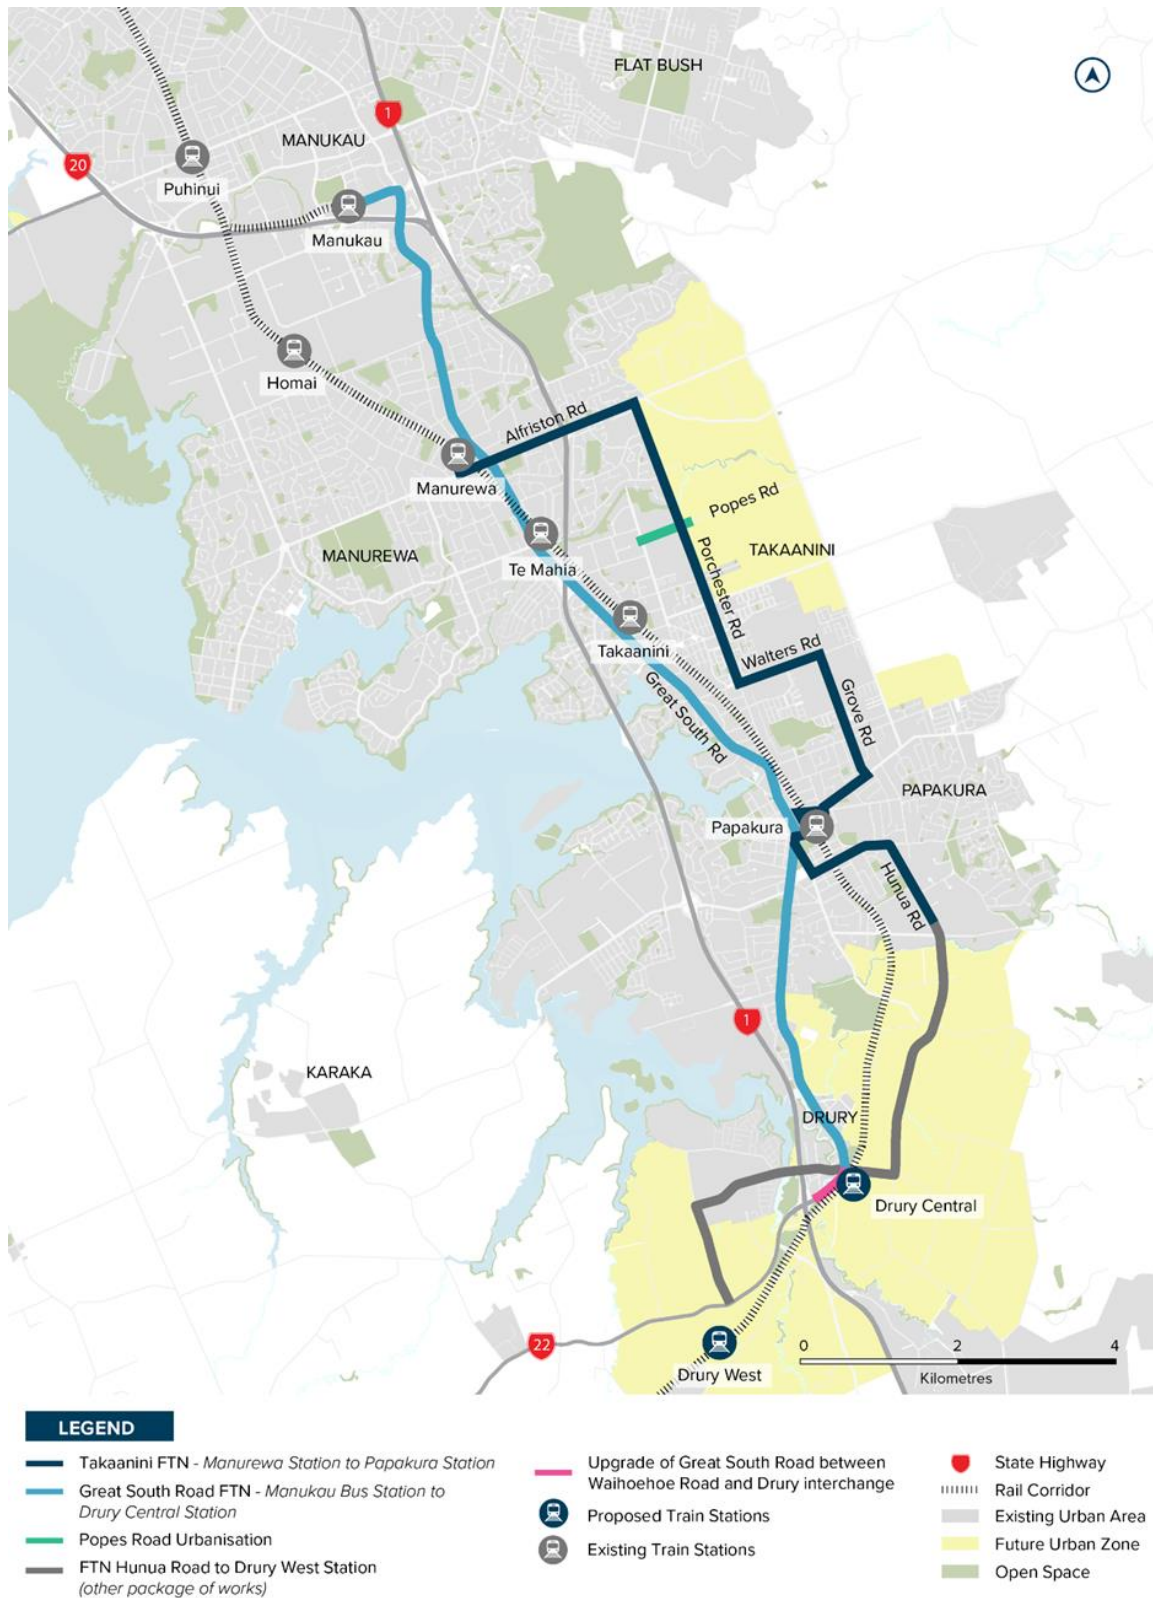 FLAT BUSH
1
MANUKAU
20
Puhinui
Manukau
Homai
Alfriston Rd
Manurewa
Popes Rd
MANUREWA
TAKAANINI
Te Mahia
Porchester Rd
Takaanini
Walters Rd
Great South Rd
Grove Rd
PAPAKURA
Papakura
Hunua Rd
1
KARAKA
DRURY
Drury Central
22
Drury West
0 2 4
Kilometres
LEGEND
Takaanini FTN - Manurewa Station to Papakura Station
Great South Road FTN - Manukau Bus Station to
Drury Central Station
Popes Road Urbanisation
FTN Hunua Road to Drury West Station
(other package of works)
Upgrade of Great South Road between
Waihoehoe Road and Drury interchange
Proposed Train Stations
Existing Train Stations
State Highway
Rail Corridor
Existing Urban Area
Future Urban Zone
Open Space